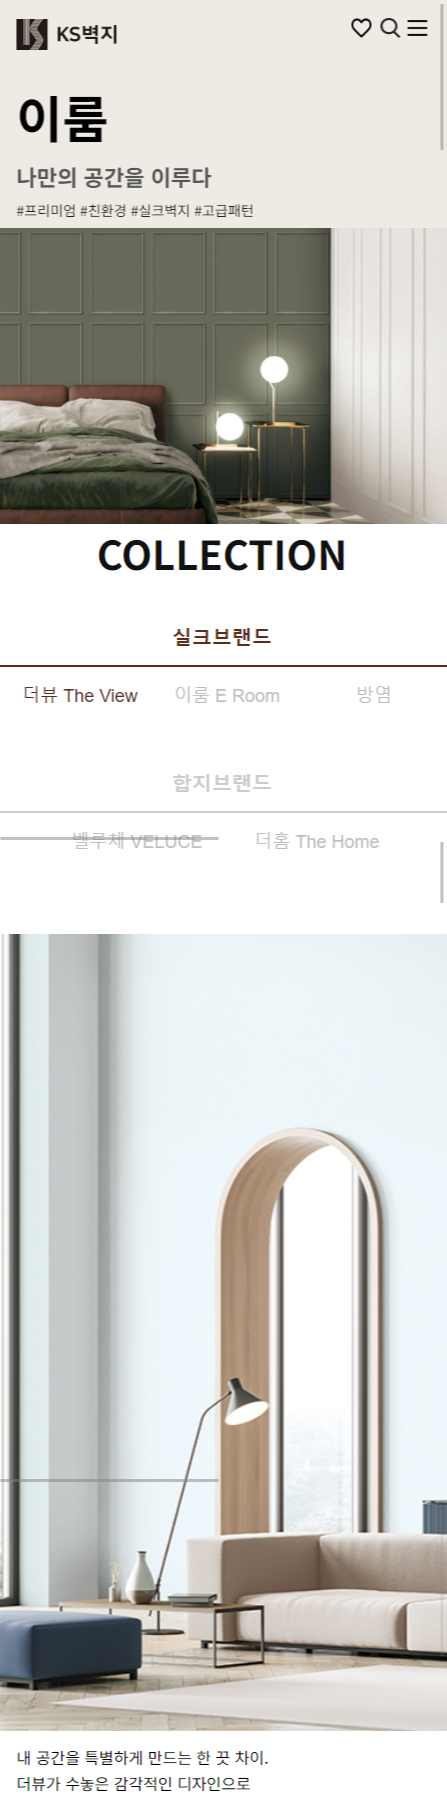 KS벽지
이룸
나만의 공간을 이루다
#프리미엄 #친환경 #실크벽지 #고급패턴
COLLECTION
실크브랜드
더뷰 The View 이룸 E Room 방염
합지브랜드
벨루체 VELUCE 더홈 The Home
내 공간을 특별하게 만드는 한 끗 차이.
더뷰가 수놓은 감각적인 디자인으로